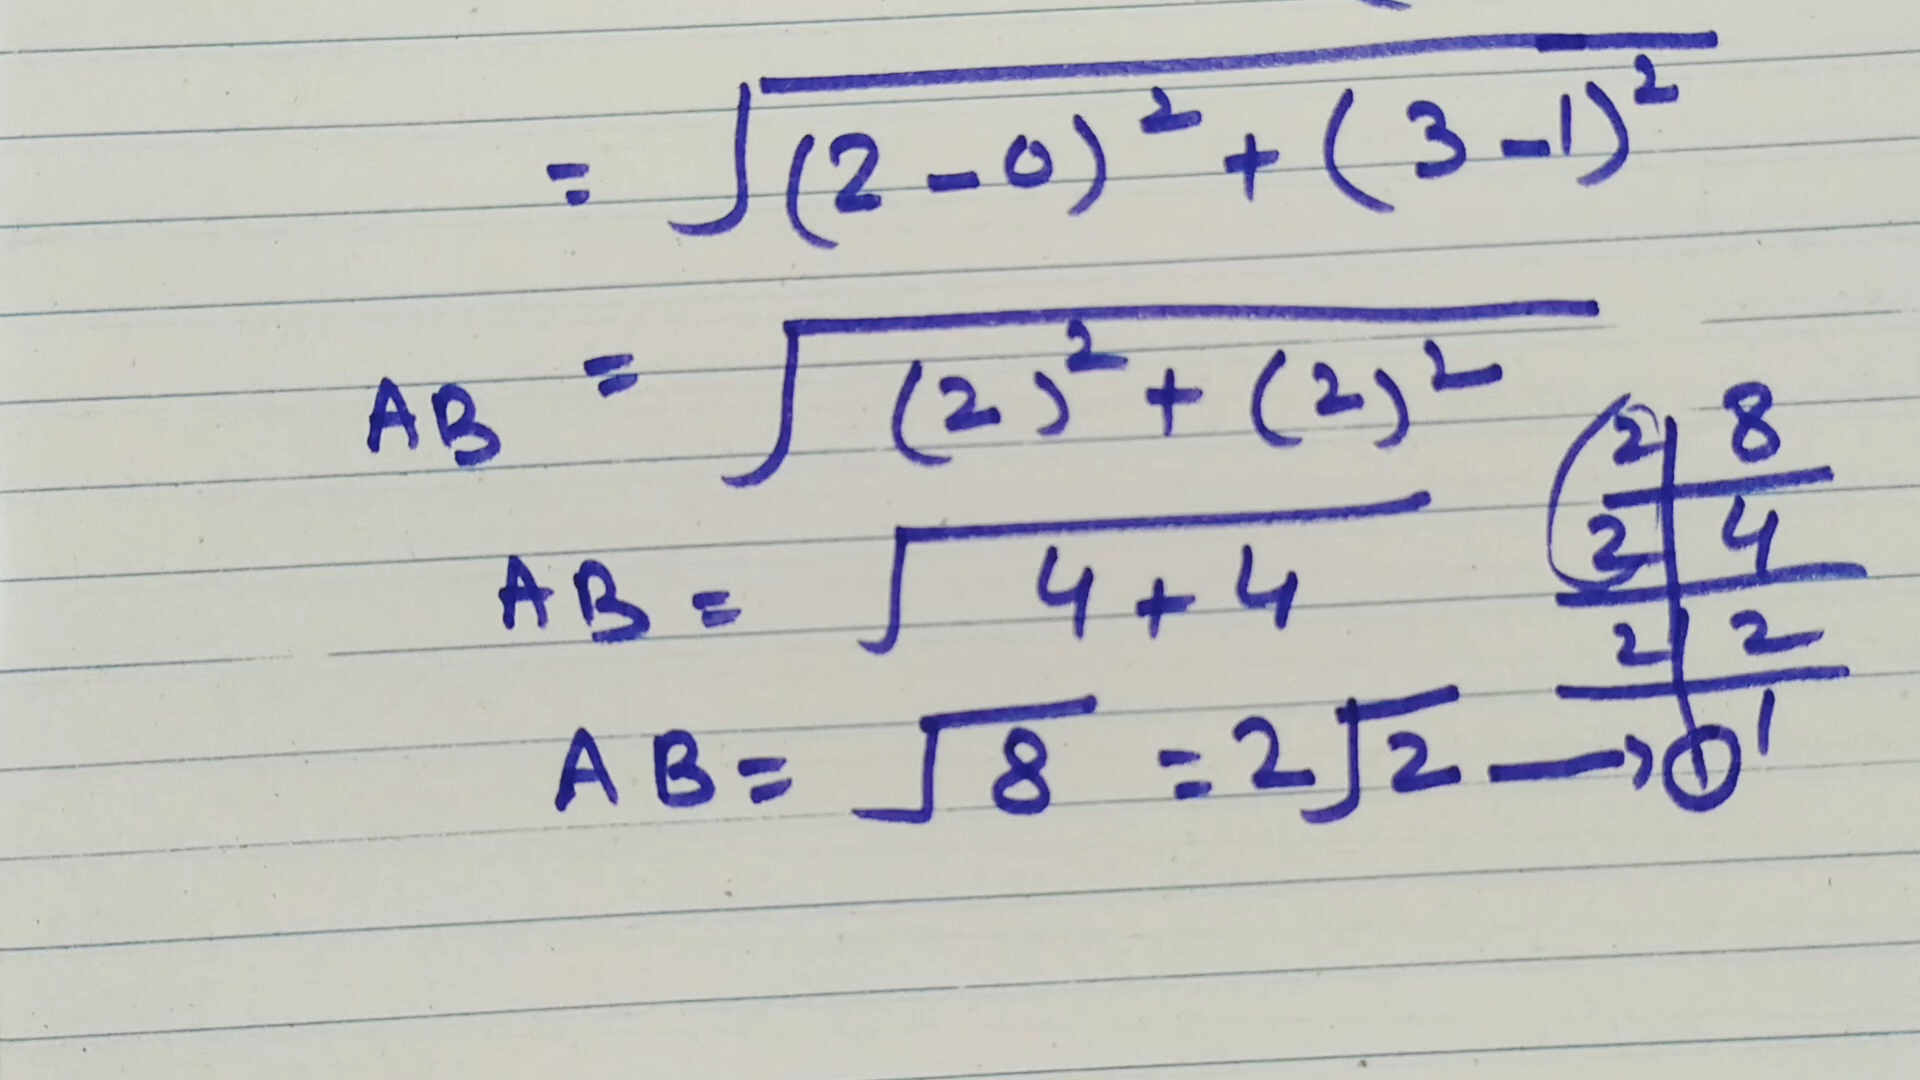 = √(2-0)² + (3-1)²
AB = √(2)² + (2)²
AB = √4+4
AB = √8 = 2√2 → ①
2 | 8
2 | 4
2 | 2
1